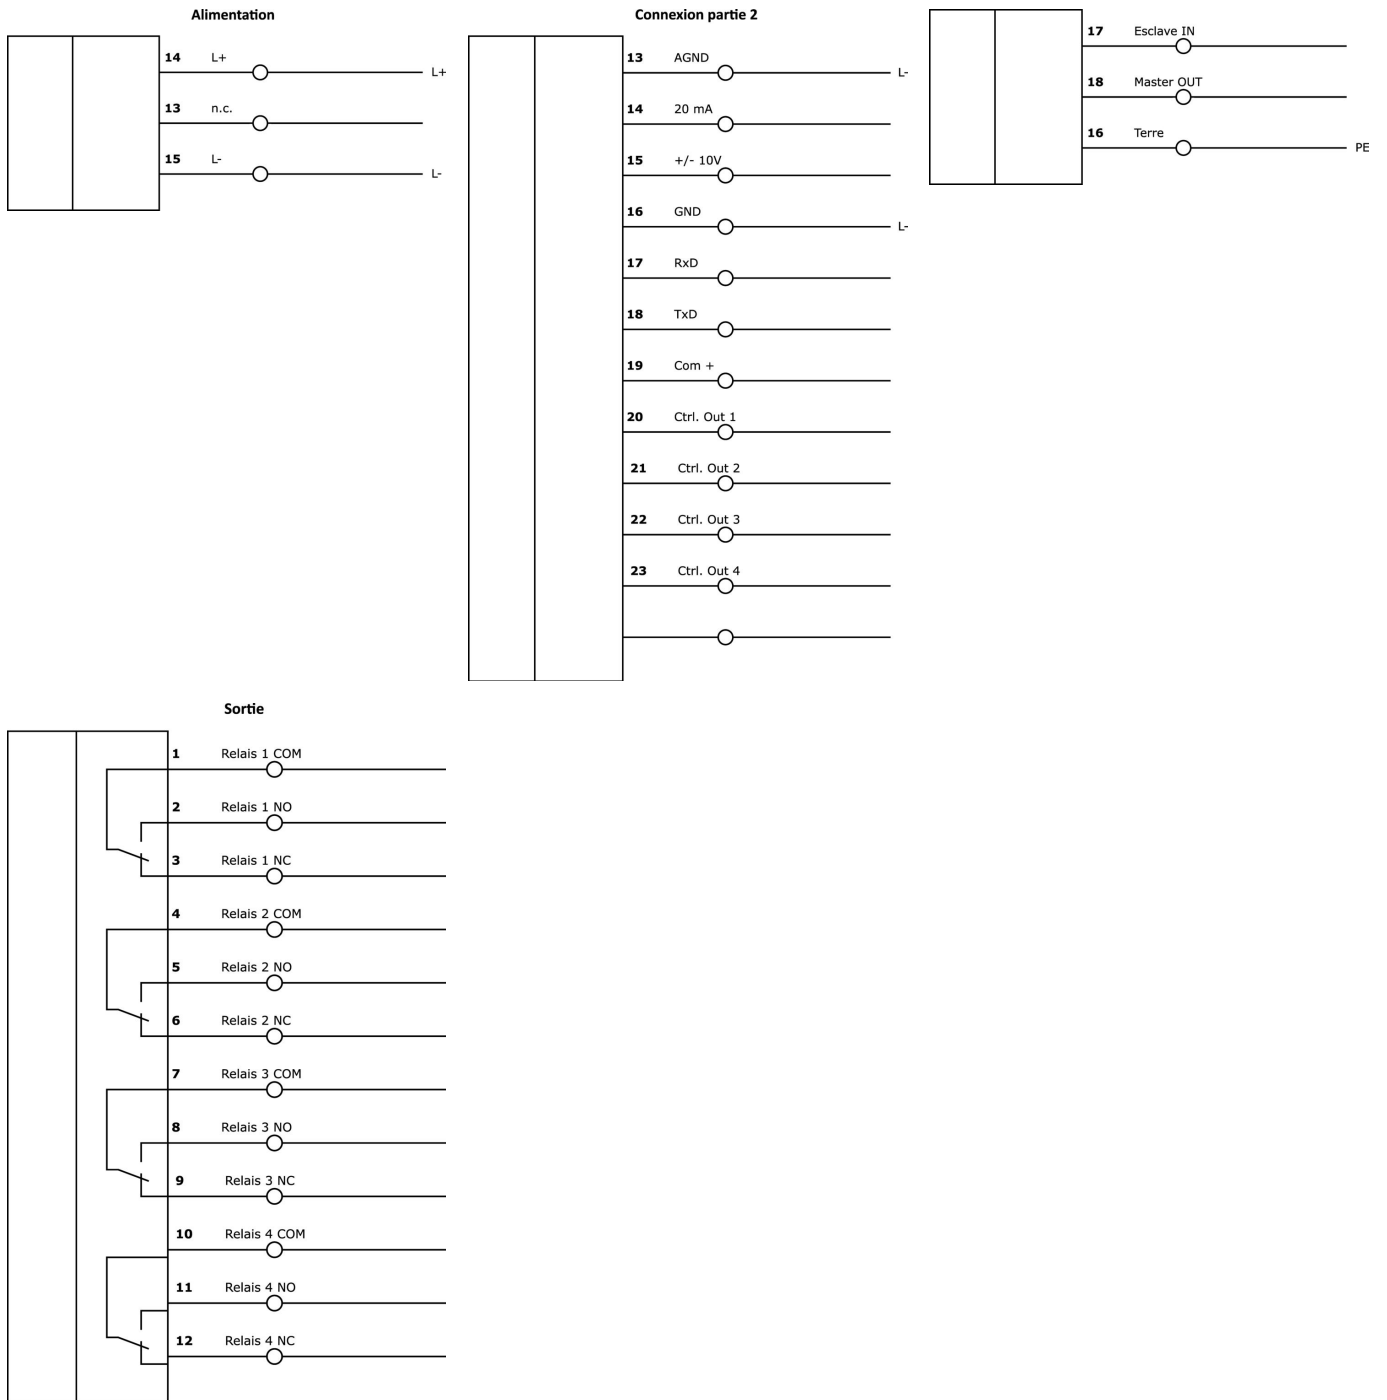 Alimentation
14 L+
L+
13 n.c.
15 L-
L-
Connexion partie 2
13 AGND
L-
14 20 mA
15 +/- 10V
16 GND
L-
17 RxD
18 TxD
19 Com +
20 Ctrl. Out 1
21 Ctrl. Out 2
22 Ctrl. Out 3
23 Ctrl. Out 4
17 Esclave IN
18 Master OUT
16 Terre
PE
Sortie
1 Relais 1 COM
2 Relais 1 NO
3 Relais 1 NC
4 Relais 2 COM
5 Relais 2 NO
6 Relais 2 NC
7 Relais 3 COM
8 Relais 3 NO
9 Relais 3 NC
10 Relais 4 COM
11 Relais 4 NO
12 Relais 4 NC